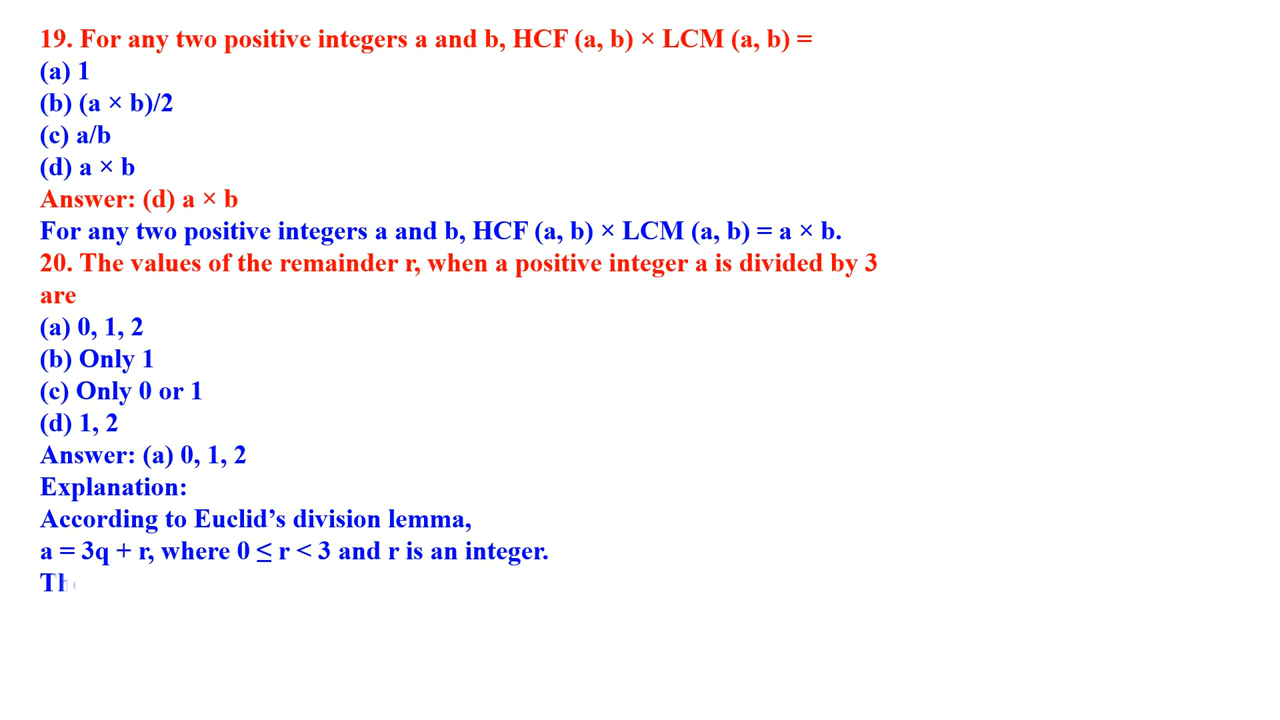 19. For any two positive integers a and b, HCF (a, b) × LCM (a, b) =
(a) 1
(b) (a × b)/2
(c) a/b
(d) a × b
Answer: (d) a × b
For any two positive integers a and b, HCF (a, b) × LCM (a, b) = a × b.
20. The values of the remainder r, when a positive integer a is divided by 3
are
(a) 0, 1, 2
(b) Only 1
(c) Only 0 or 1
(d) 1, 2
Answer: (a) 0, 1, 2
Explanation:
According to Euclid’s division lemma,
a = 3q + r, where 0 ≤ r < 3 and r is an integer.